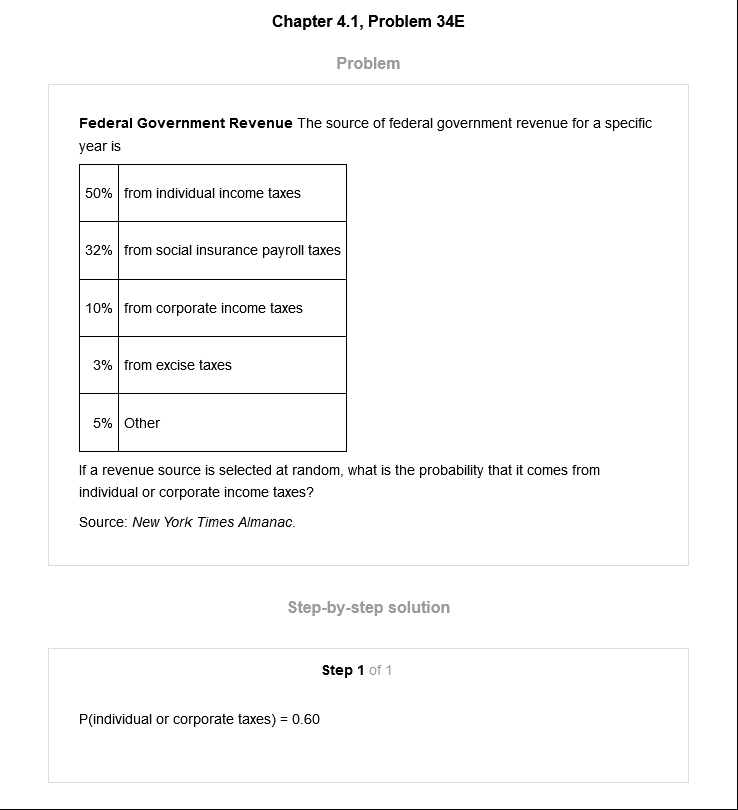 Chapter 4.1, Problem 34E
Problem
Federal Government Revenue The source of federal government revenue for a specific
year is
50% from individual income taxes
32% from social insurance payroll taxes
10% from corporate income taxes
3% from excise taxes
5% Other
If a revenue source is selected at random, what is the probability that it comes from
individual or corporate income taxes?
Source: New York Times Almanac.
Step-by-step solution
Step 1 of 1
P(individual or corporate taxes) = 0.60